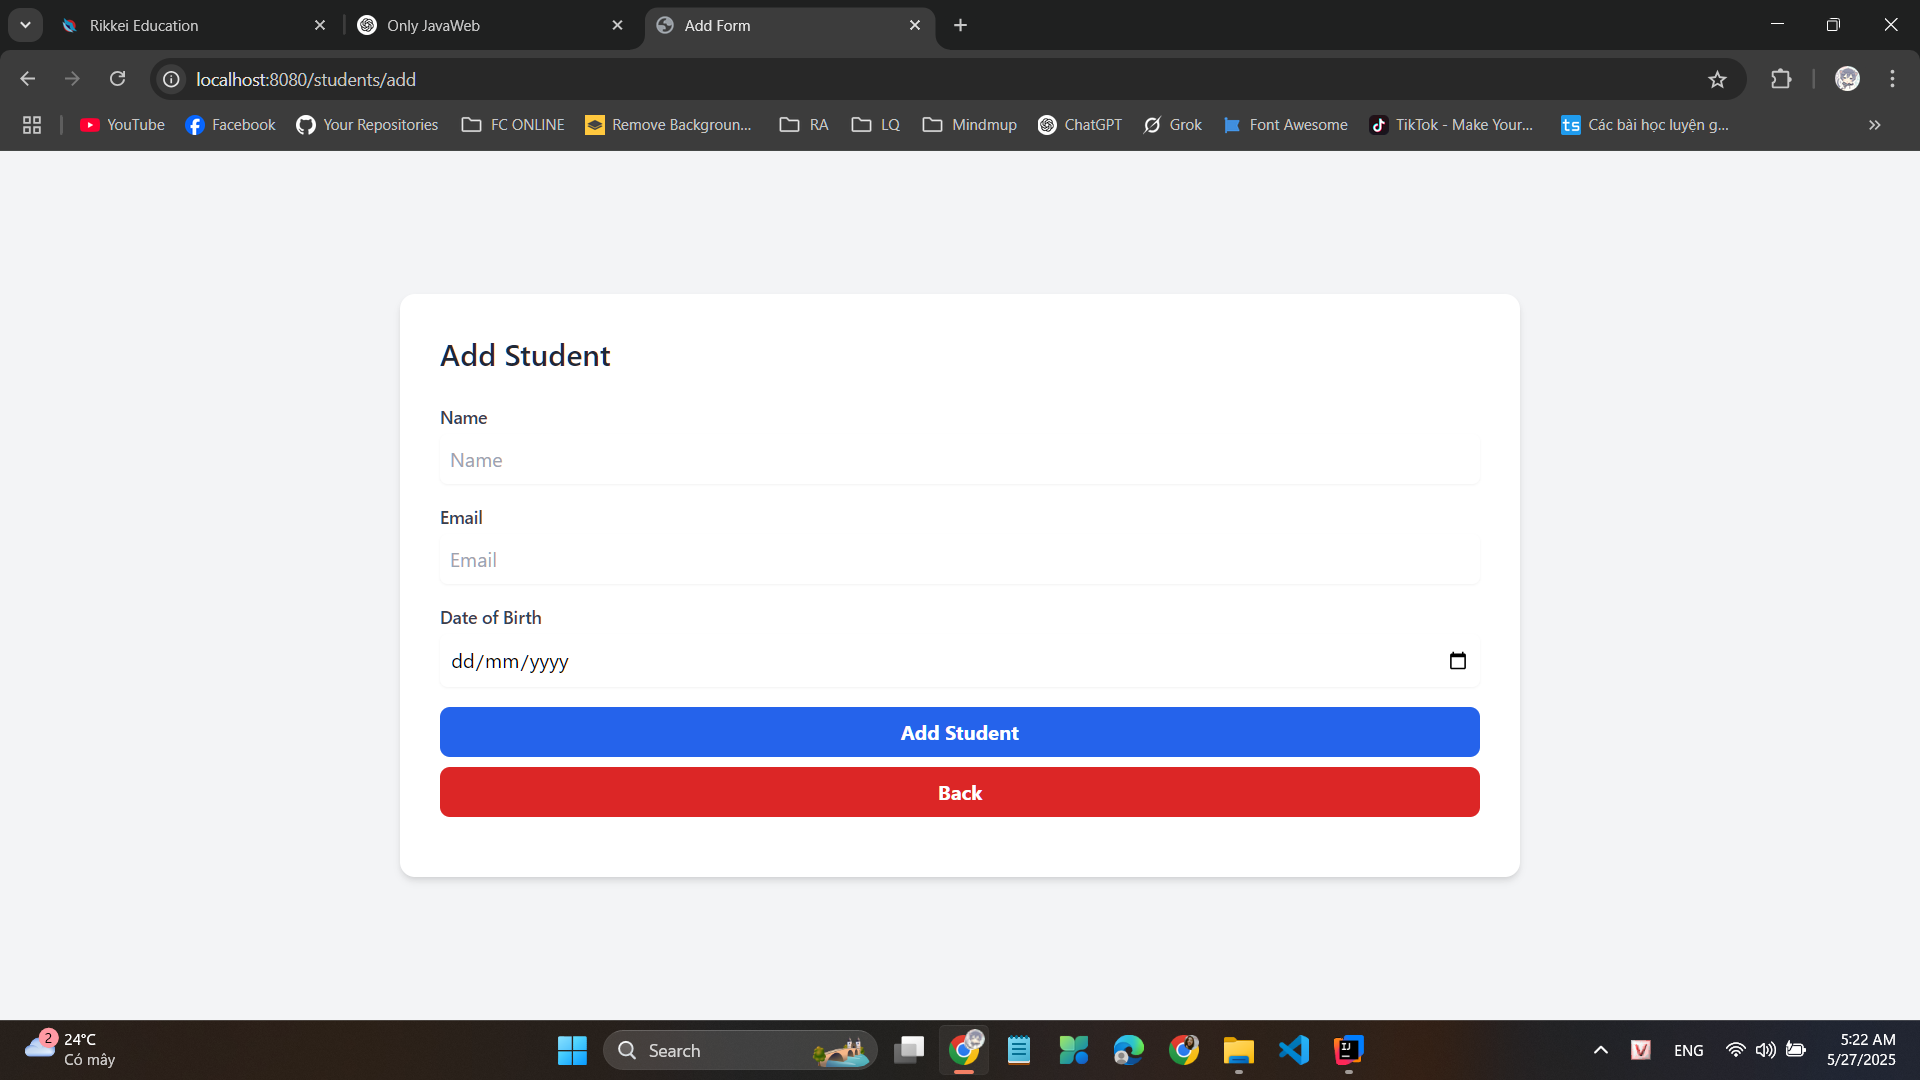 Rikkei Education
Only JavaWeb
Add Form
localhost:8080/students/add
YouTube
Facebook
Your Repositories
FC ONLINE
Remove Backgroun...
RA
LQ
Mindmup
ChatGPT
Grok
Font Awesome
TikTok - Make Your...
ts
Các bài học luyện g...
Add Student
Name
Name
Email
Email
Date of Birth
dd/mm/yyyy
Add Student
Back
2
24°C
Có mây
Search
IJ
V
ENG
5:22 AM
5/27/2025